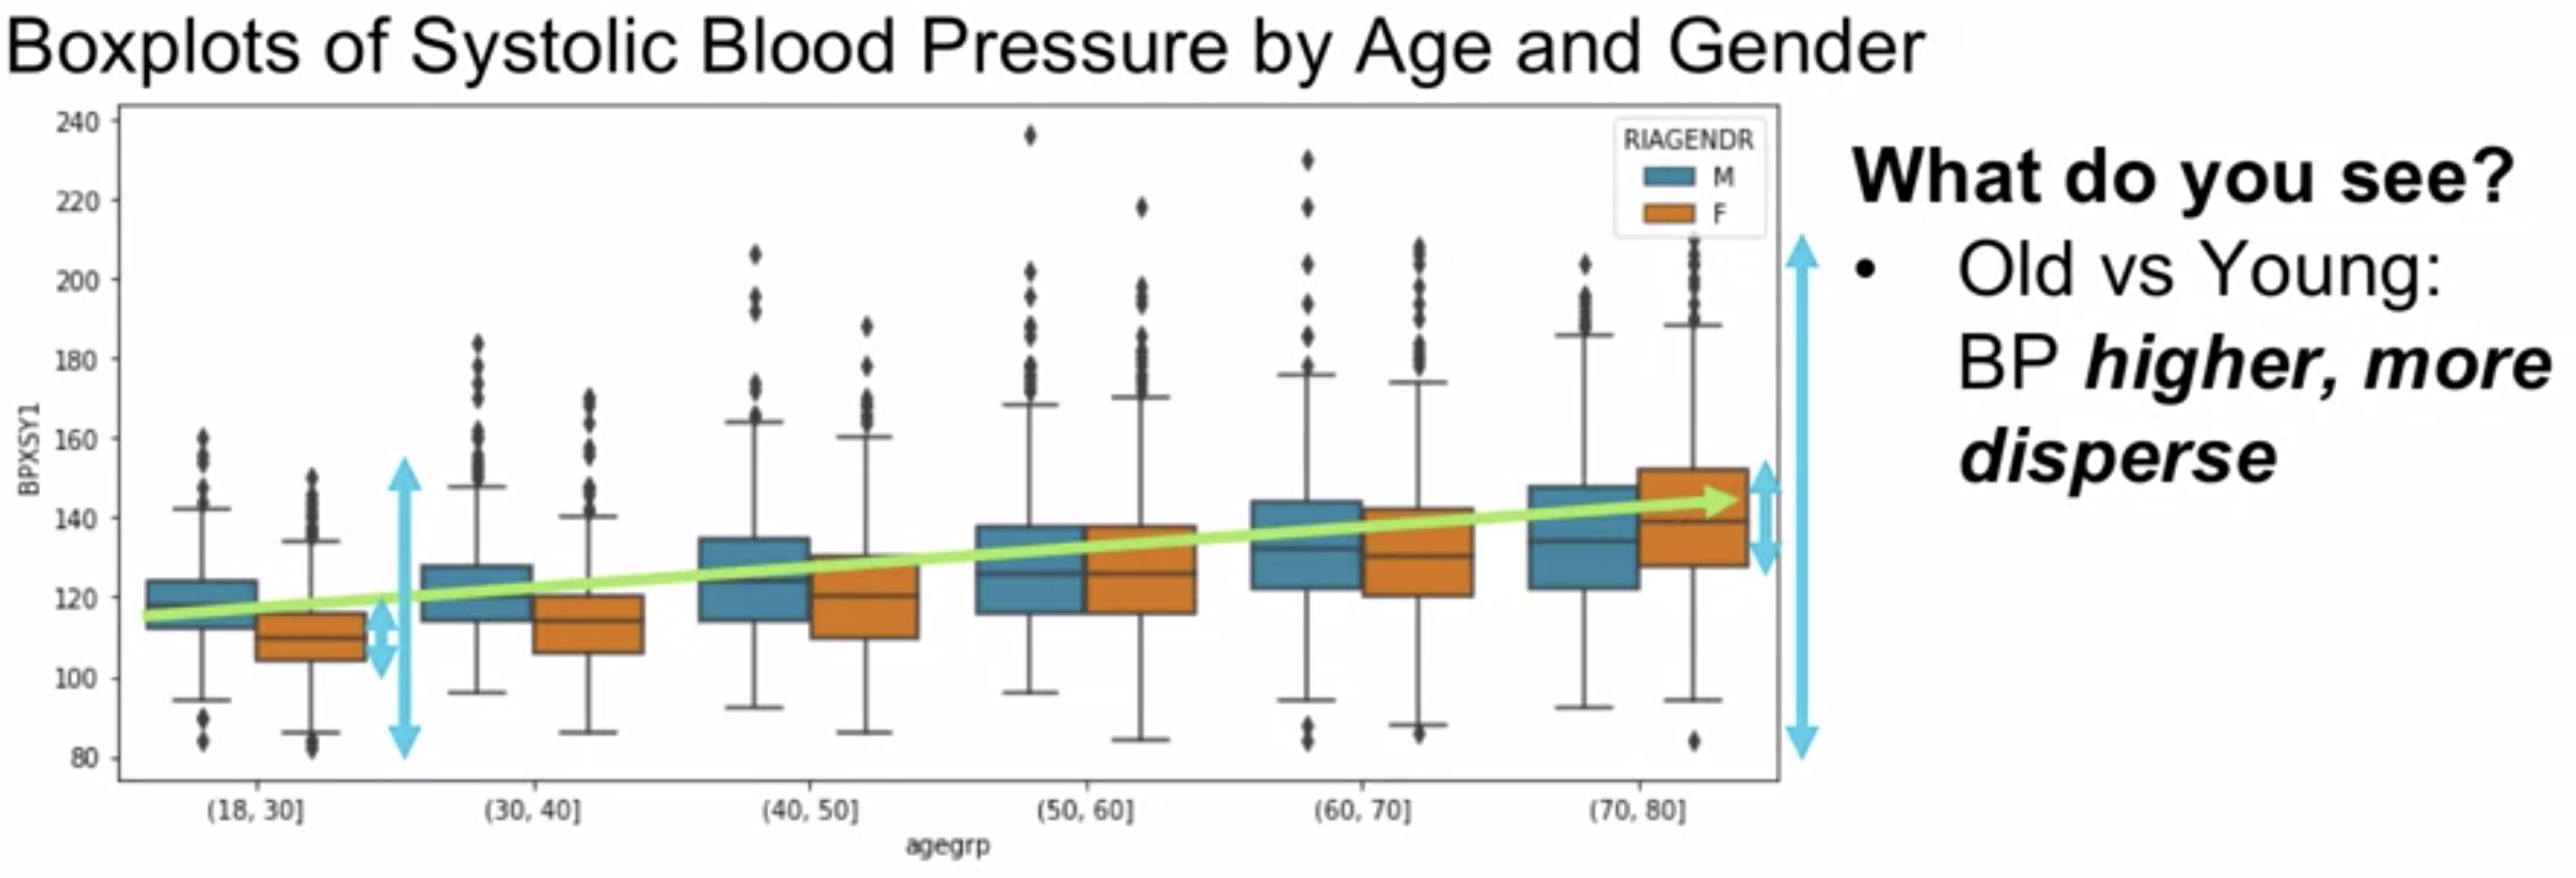 Boxplots of Systolic Blood Pressure by Age and Gender
240
220
200
180
160
140
120
100
80
BPXSY1
(18, 30]
(30, 40]
(40, 50]
(50, 60]
(60, 70]
(70, 80]
agegrp
RIAGENDR
M
F
What do you see?
• Old vs Young:
BP higher, more
disperse